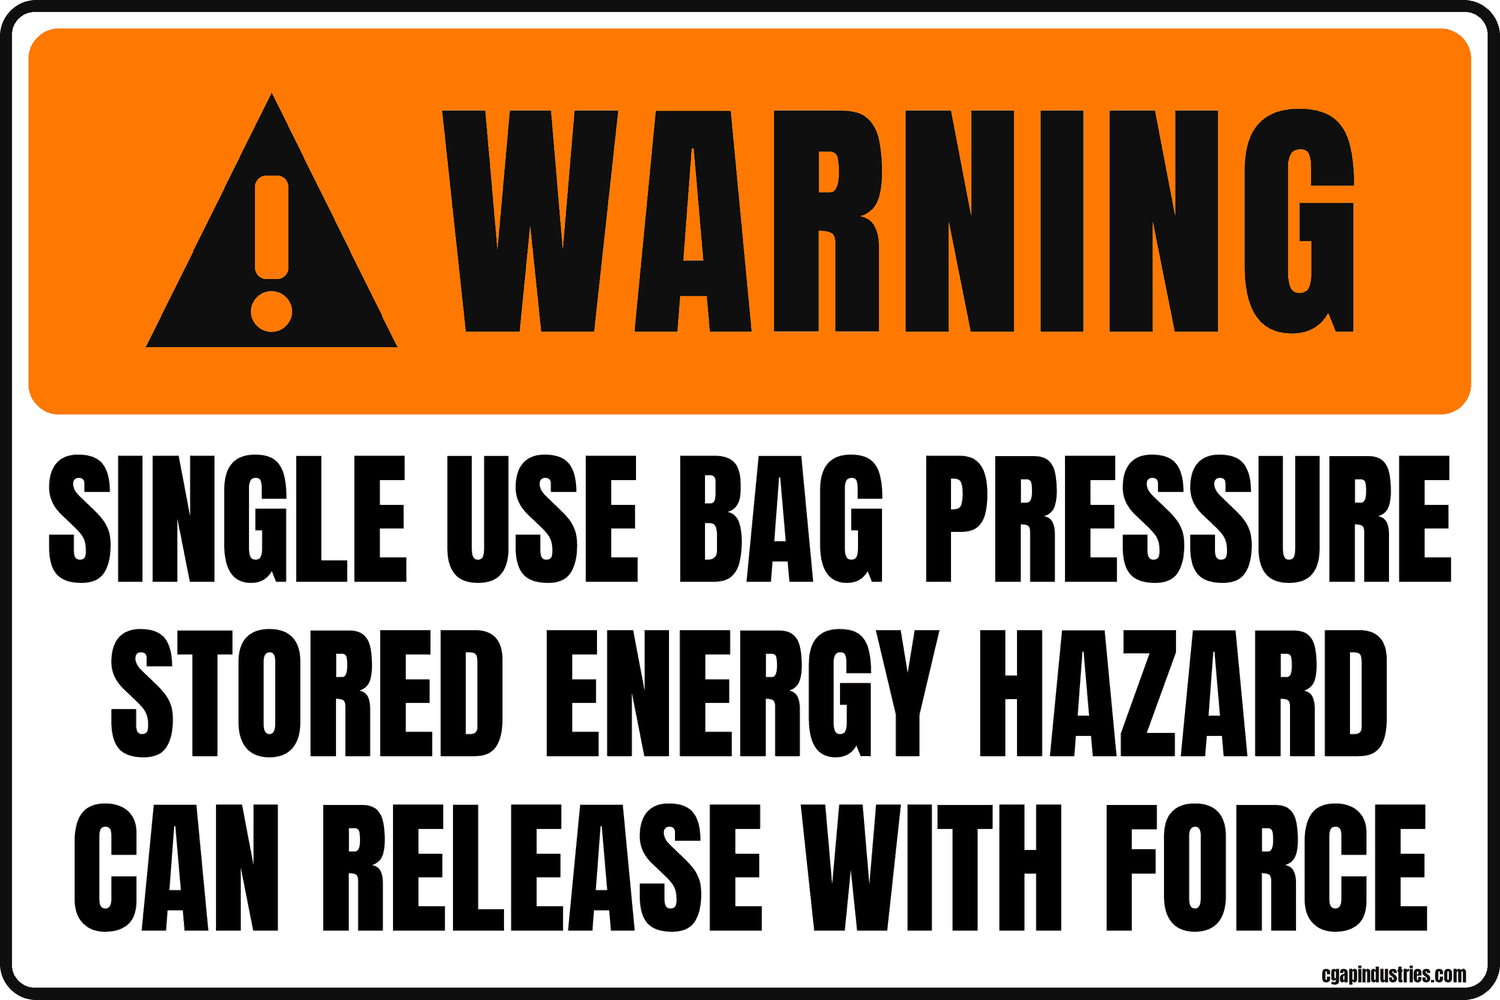 WARNING
SINGLE USE BAG PRESSURE
STORED ENERGY HAZARD
CAN RELEASE WITH FORCE
cgapindustries.com